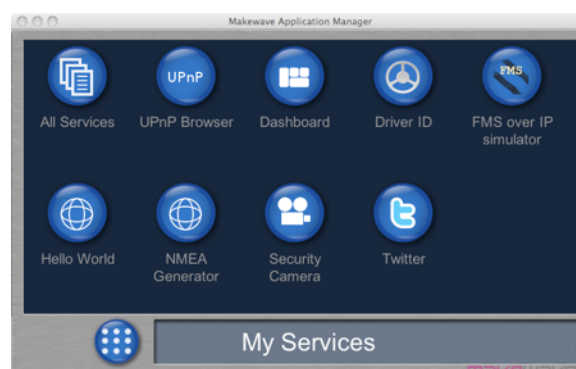 Makewave Application Manager
UPnP
FMS
All Services
UPnP Browser
Dashboard
Driver ID
FMS over IP
simulator
Hello World
NMEA
Generator
Security
Camera
Twitter
My Services